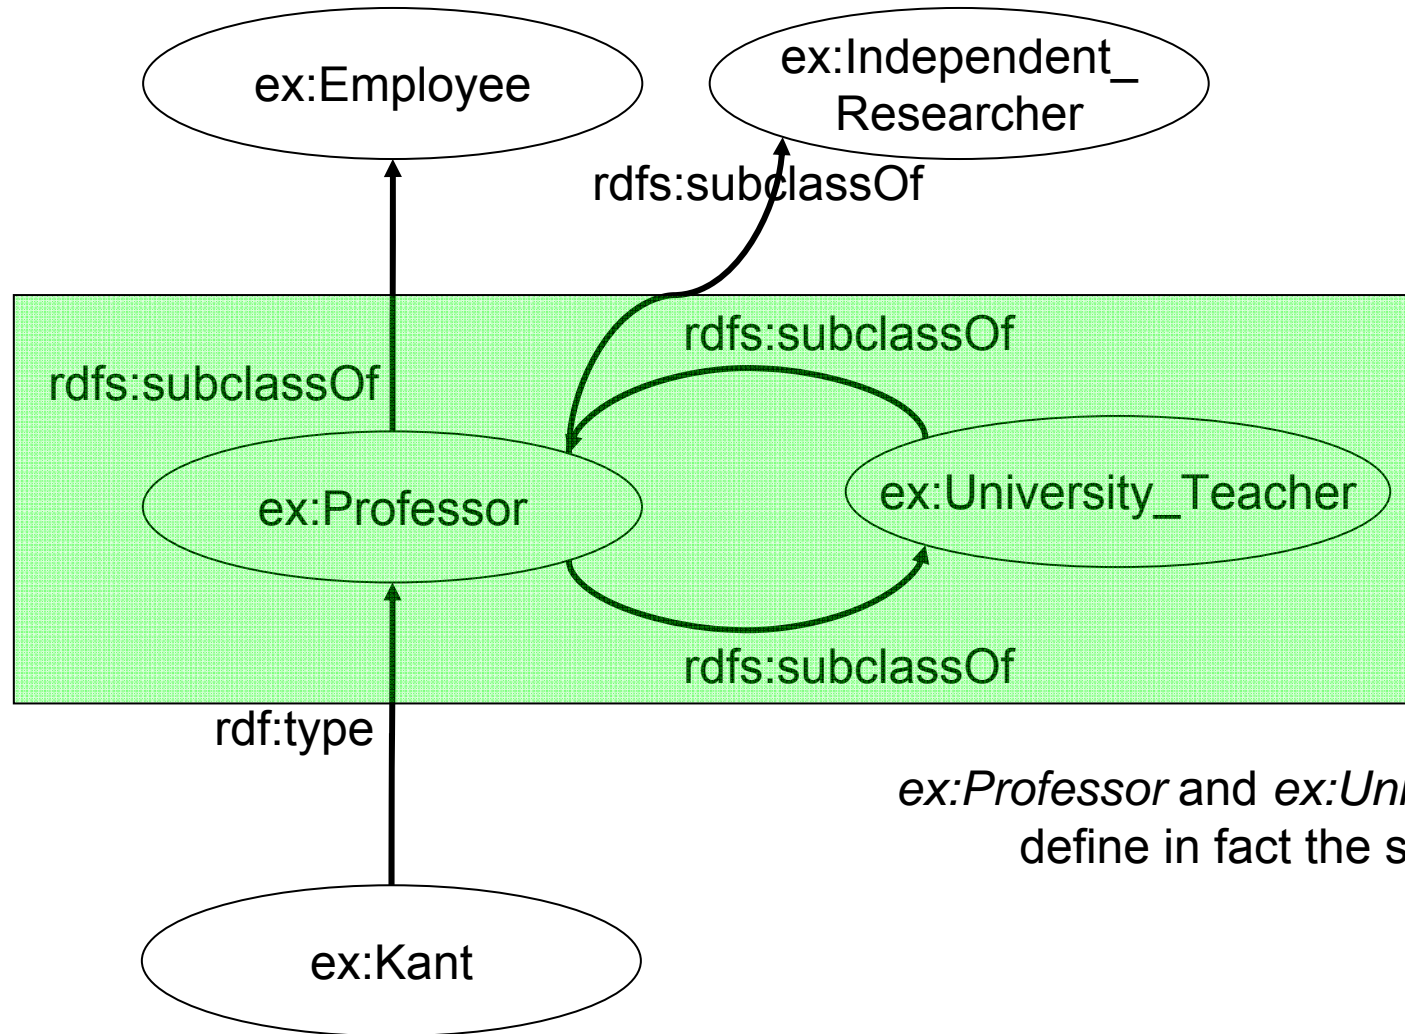 ex:Employee
ex:Independent_
Researcher
rdfs:subclassOf
rdfs:subclassOf
rdfs:subclassOf
ex:Professor
ex:University_Teacher
rdfs:subclassOf
rdf:type
ex:Professor and
define in fact the
ex:Kant